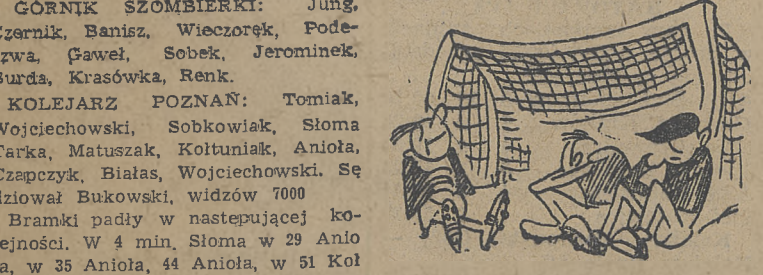 GÓRNIK SZOMBIERKI: Jung,
Czernik, Banisz, Wieczoręk, Pode-
zwa, Gaweł, Sobek, Jerominek,
Burda, Krasówka, Renk.
KOLEJARZ POZNAŃ: Tomiak,
Wojciechowski, Sobkowiak, Słoma
Tarka, Matuszak, Kołtuniak, Anioła,
Czapczyk, Białas, Wojciechowski. Sę
dziował Bukowski, widzów 7000
Bramki padły w następującej ko-
lejności. W 4 min. Słoma w 29 Anio
ła, w 35 Anioła, 44 Anioła, w 51 Koł